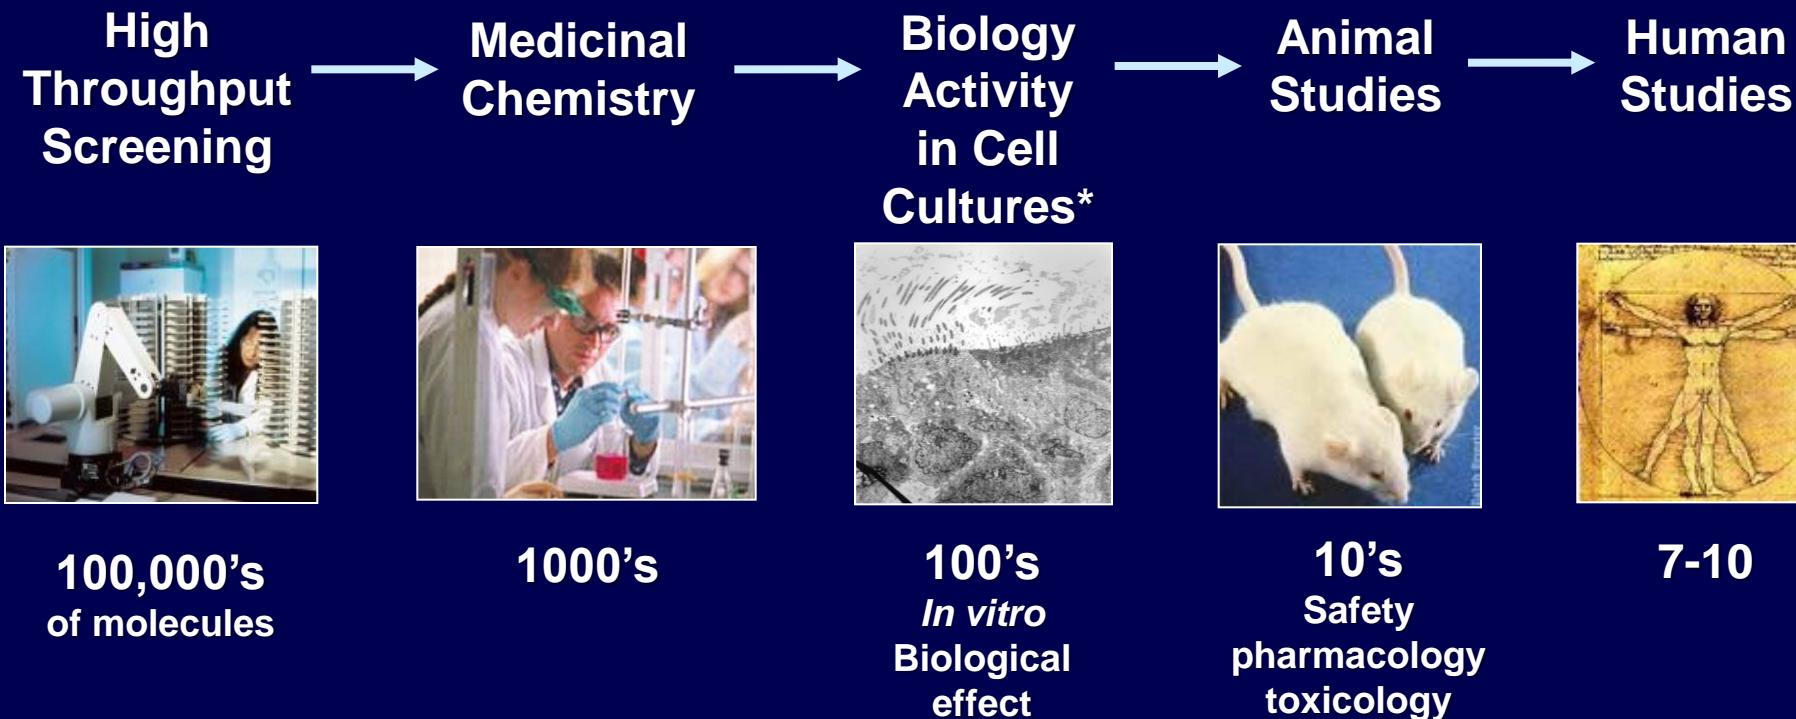 High
Throughput
Screening
Medicinal
Chemistry
Biology
Activity
in Cell
Cultures*
Animal
Studies
Human
Studies
100,000’s
of molecules
1000’s
100’s
In vitro
Biological
effect
10’s
Safety
pharmacology
toxicology
7-10